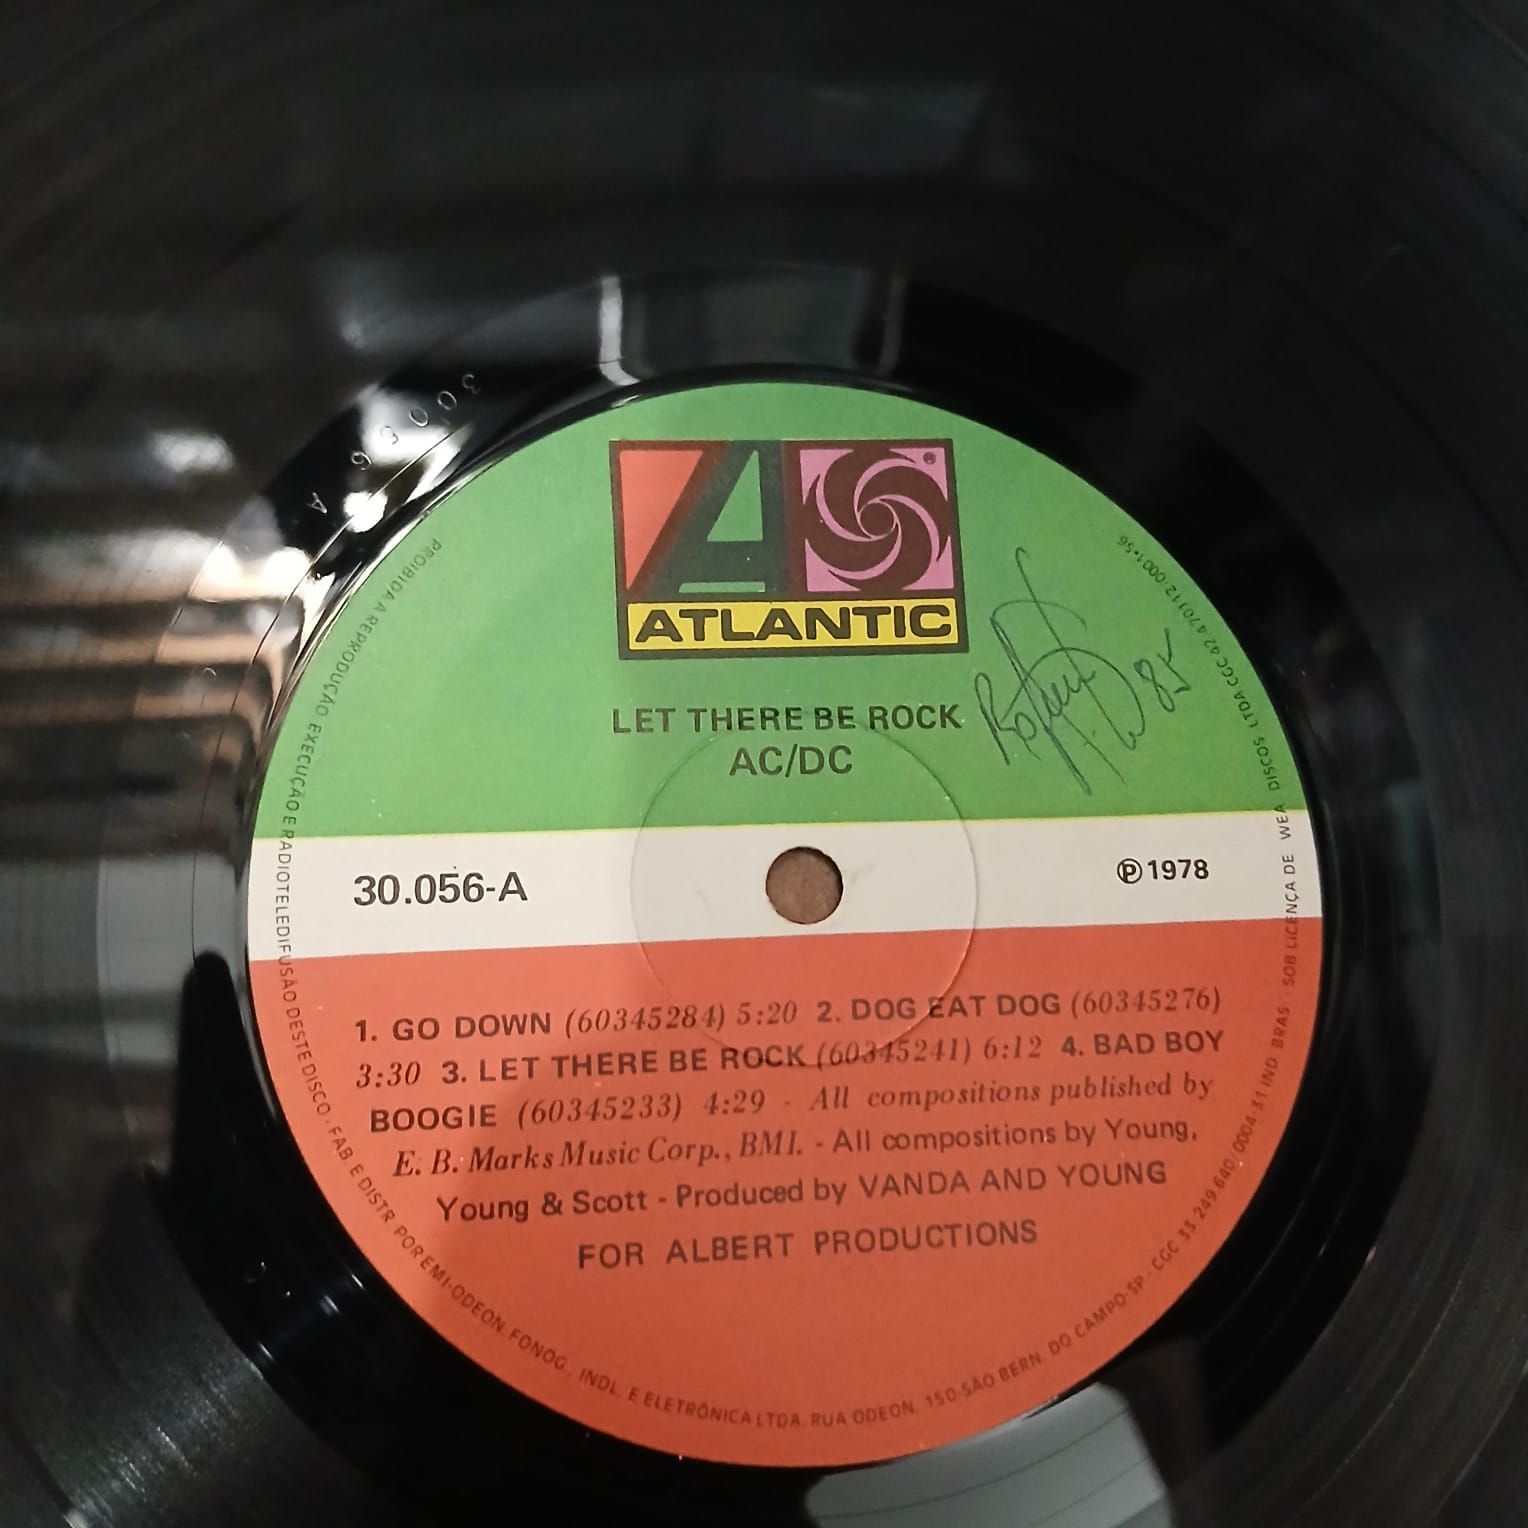 ATLANTIC
®
LET THERE BE ROCK
AC/DC
85
30.056-A
℗ 1978
1. GO DOWN (60345284) 5:20 2. DOG EAT DOG (60345276)
3:30 3. LET THERE BE ROCK (60345241) 6:12 4. BAD BOY
BOOGIE (60345233) 4:29 - All compositions published by
E. B. Marks Music Corp., BMI. - All compositions by Young,
Young & Scott - Produced by VANDA AND YOUNG
FOR ALBERT PRODUCTIONS
PROIBIDA A REPRODUÇÃO EXECUÇÃO E RADIOTELEDIFUSÃO DESTE DISCO. FAB. E DISTR. POR EMI-ODEON. FONOG., INDL. E ELETRÔNICA LTDA. RUA ODEON, 150-SÃO BERN. DO CAMPO-SP - CGC 33 249 640/0004-31 IND BRAS - SOB LICENÇA DE WEA DISCOS LTDA CGC 42 470112/0001-56
30056 A